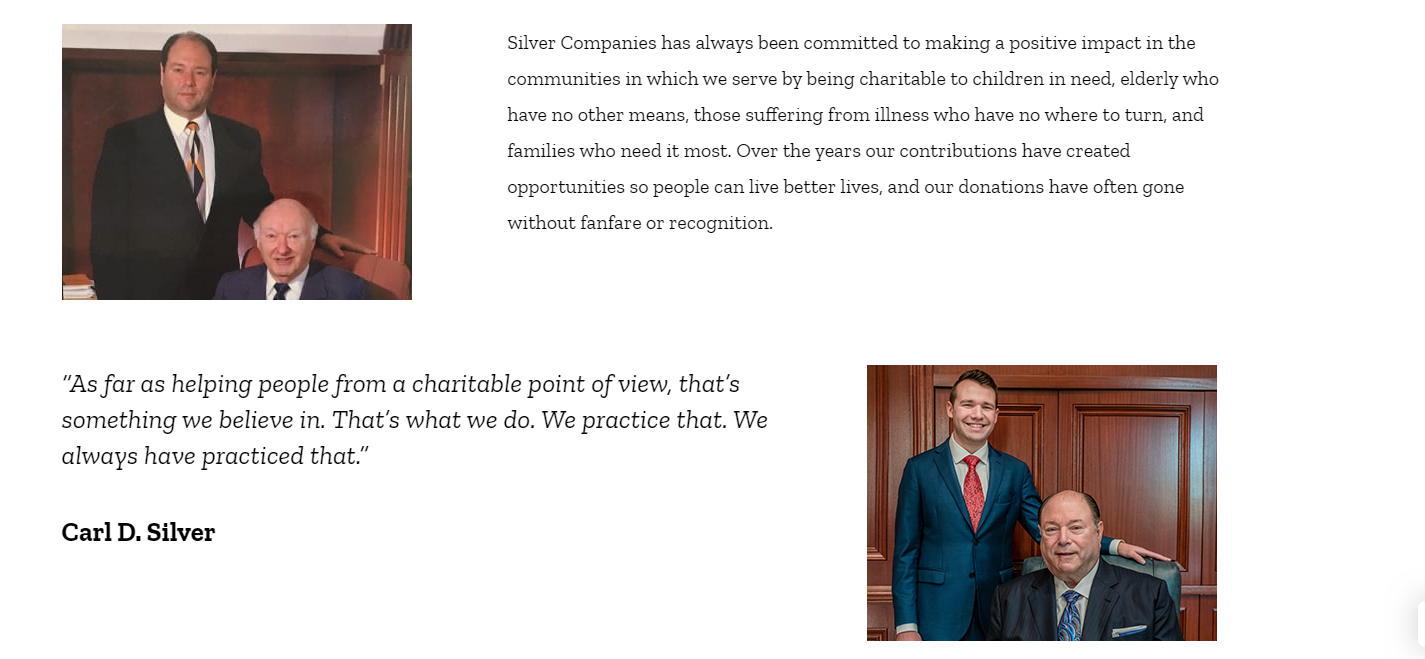 Silver Companies has always been committed to making a positive impact in the
communities in which we serve by being charitable to children in need, elderly who
have no other means, those suffering from illness who have no where to turn, and
families who need it most. Over the years our contributions have created
opportunities so people can live better lives, and our donations have often gone
without fanfare or recognition.
“As far as helping people from a charitable point of view, that’s
something we believe in. That’s what we do. We practice that. We
always have practiced that.”
Carl D. Silver